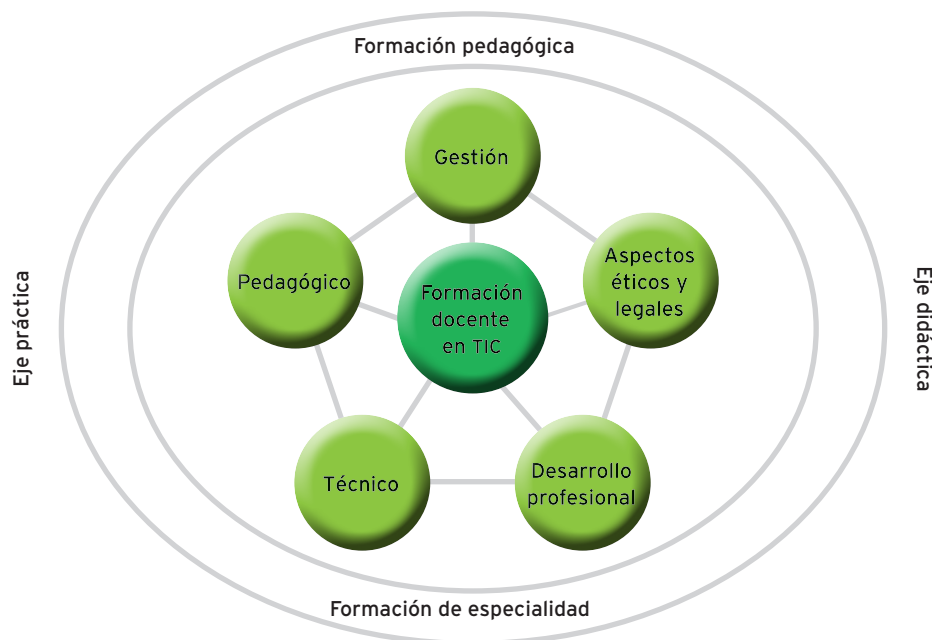 Formación pedagógica
Gestión
Pedagógico
Aspectos
éticos y
legales
Formación
docente
en TIC
Eje práctica
Eje didáctica
Técnico
Desarrollo
profesional
Formación de especialidad